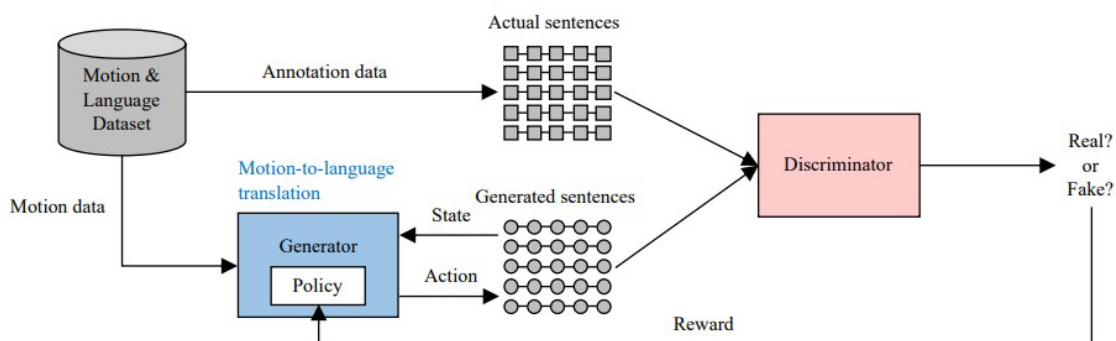 Actual sentences
Motion &
Language
Dataset
Annotation data
Discriminator
Real?
or
Fake?
Motion-to-language
translation
Motion data
Generated sentences
State
Generator
Action
Policy
Reward